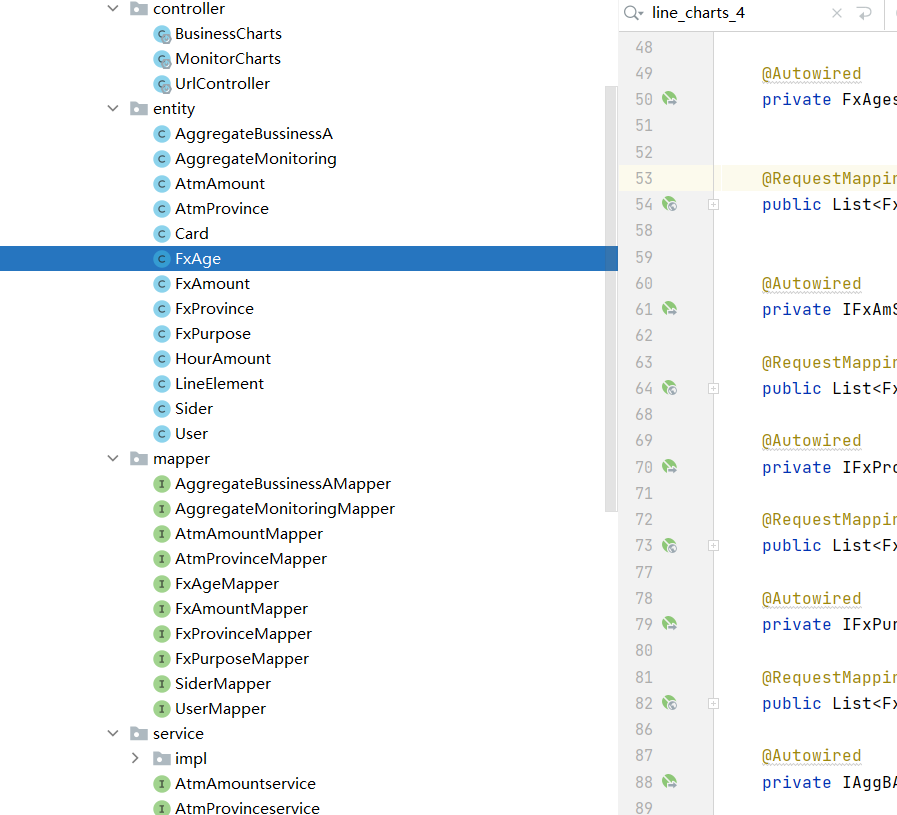 controller
BusinessCharts
MonitorCharts
UrlController
entity
AggregateBussinessA
AggregateMonitoring
AtmAmount
AtmProvince
Card
FxAge
FxAmount
FxProvince
FxPurpose
HourAmount
LineElement
Sider
User
mapper
AggregateBussinessAMapper
AggregateMonitoringMapper
AtmAmountMapper
AtmProvinceMapper
FxAgeMapper
FxAmountMapper
FxProvinceMapper
FxPurposeMapper
SiderMapper
UserMapper
service
impl
AtmAmountservice
AtmProvinceservice
line_charts_4
48
49 @Autowired
50 private FxAges
51
52
53 @RequestMappin
54 public List<Fx
58
59
60 @Autowired
61 private IFxAmS
62
63 @RequestMappin
64 public List<Fx
68
69 @Autowired
70 private IFxPro
71
72 @RequestMappin
73 public List<Fx
77
78 @Autowired
79 private IFxPur
80
81 @RequestMappin
82 public List<Fx
86
87 @Autowired
88 private IAggBA
89